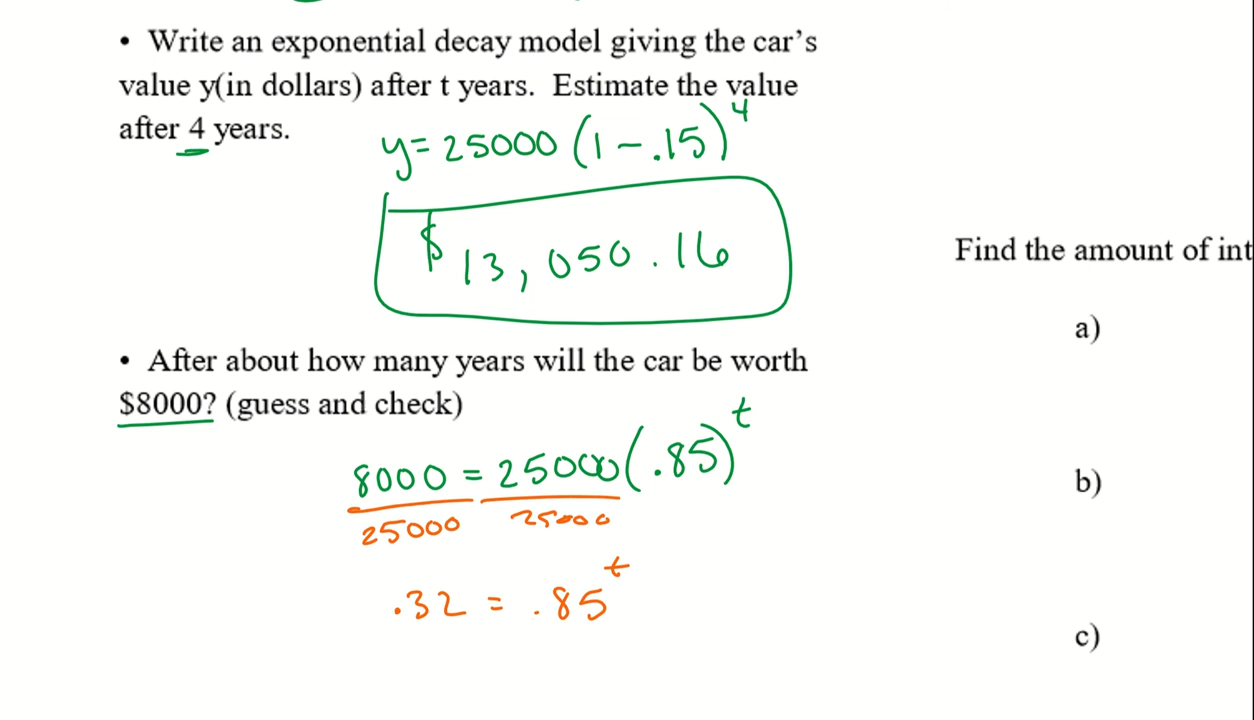 • Write an exponential decay model giving the car's
value y(in dollars) after t years. Estimate the value
after 4 years.
y = 25000 (1 - .15)^4
$ 13,050.16
Find the amount of int
a)
• After about how many years will the car be worth
$8000? (guess and check)
8000 = 25000 (.85)^t
25000 25000
b)
.32 = .85^t
c)